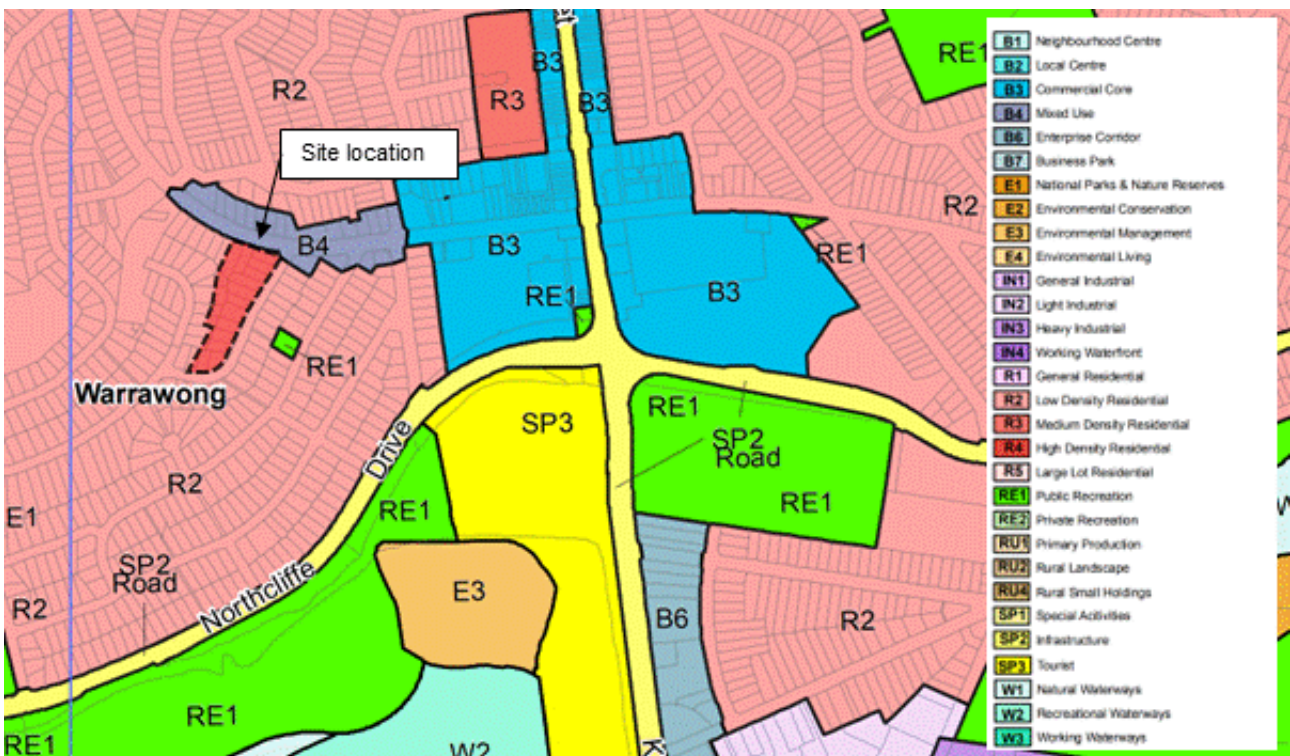 et
B3
RE1
R2
R3
B3
Site location
R2
B4
B3
RE1
B3
RE1
RE1
Warrawong
SP3
RE1
SP2
Road
Drive
R2
RE1
RE1
E1
SP2
Road
E3
Northcliffe
R2
B6
R2
RE1
RE1
W2
K
W
B1 Neighbourhood Centre
B2 Local Centre
B3 Commercial Core
B4 Mixed Use
B6 Enterprise Corridor
B7 Business Park
E1 National Parks & Nature Reserves
E2 Environmental Conservation
E3 Environmental Management
E4 Environmental Living
IN1 General Industrial
IN2 Light Industrial
IN3 Heavy Industrial
IN4 Working Waterfront
R1 General Residential
R2 Low Density Residential
R3 Medium Density Residential
R4 High Density Residential
R5 Large Lot Residential
RE1 Public Recreation
RE2 Private Recreation
RU1 Primary Production
RU2 Rural Landscape
RU4 Rural Small Holdings
SP1 Special Activities
SP2 Infrastructure
SP3 Tourist
W1 Natural Waterways
W2 Recreational Waterways
W3 Working Waterways